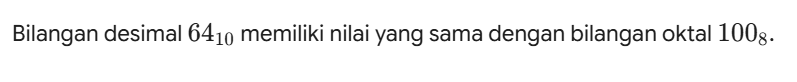 Bilangan desimal 64₁₀ memiliki nilai yang sama dengan bilangan oktal 100₈.